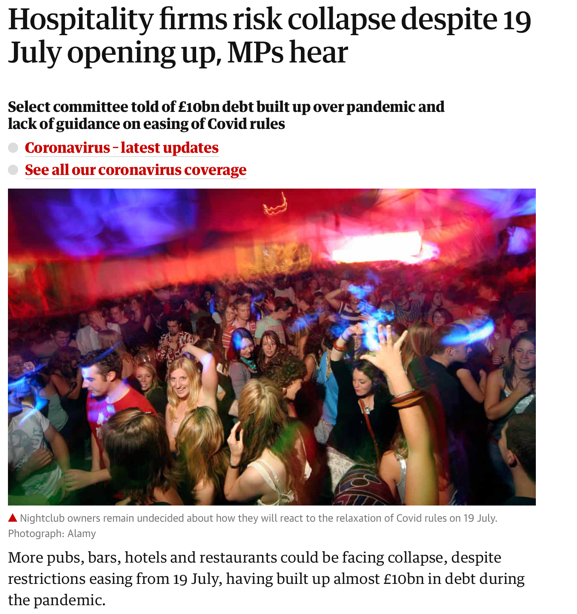 Hospitality firms risk collapse despite 19
July opening up, MPs hear
Select committee told of £10bn debt built up over pandemic and
lack of guidance on easing of Covid rules
Coronavirus – latest updates
See all our coronavirus coverage
Nightclub owners remain undecided about how they will react to the relaxation of Covid rules on 19 July.
Photograph: Alamy
More pubs, bars, hotels and restaurants could be facing collapse, despite
restrictions easing from 19 July, having built up almost £10bn in debt during
the pandemic.